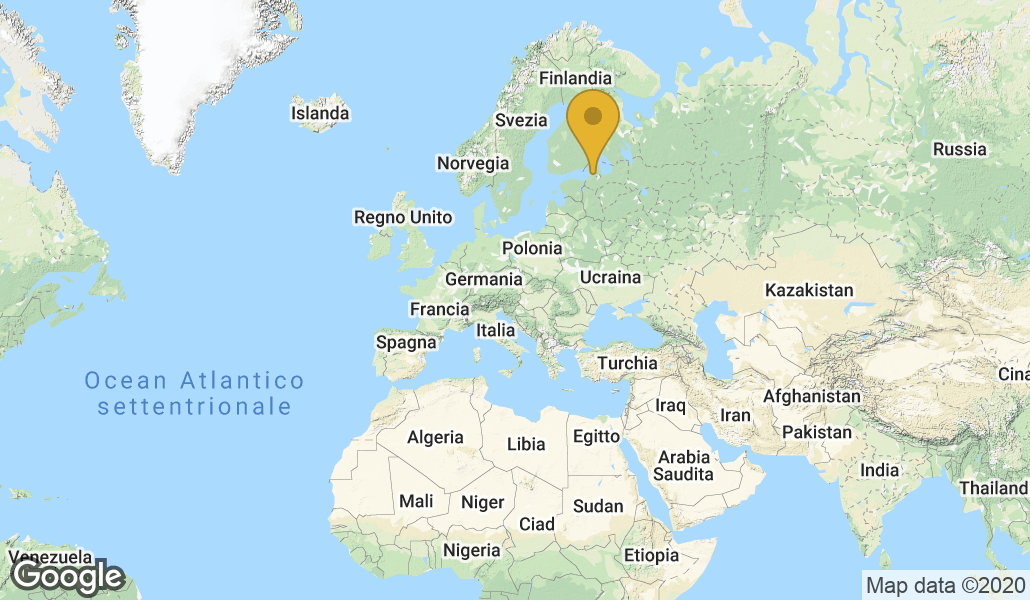 Finlandia
Islanda
Svezia
Russia
Norvegia
Regno Unito
Polonia
Germania
Ucraina
Kazakistan
Francia
Italia
Spagna
Turchia
Cina
Ocean Atlantico
settentrionale
Afghanistan
Iraq
Iran
Pakistan
Algeria
Libia
Egitto
Arabia
Saudita
India
Thailand
Mali
Niger
Sudan
Ciad
Nigeria
Etiopia
Venezuela
Google
Map data ©2020